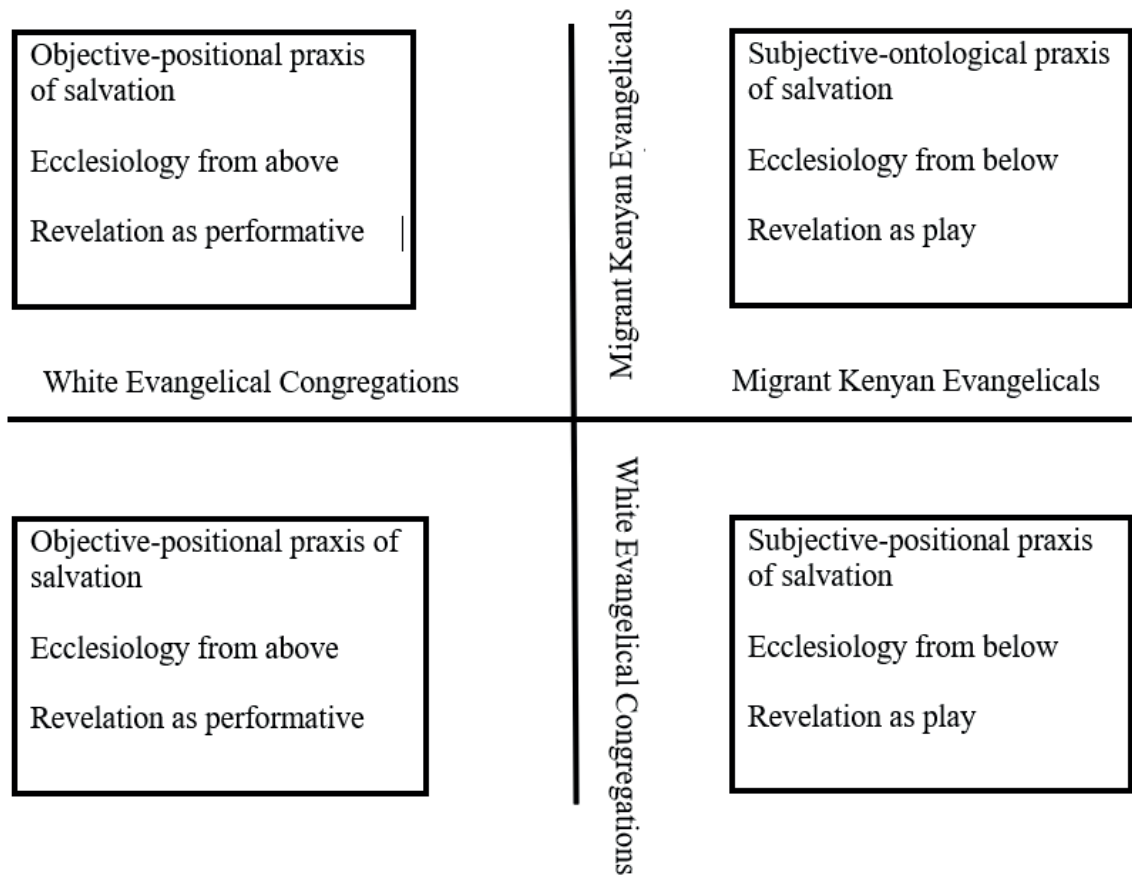 Objective-positional praxis
of salvation
Ecclesiology from above
Revelation as performative
Migrant Kenyan Evangelicals
Subjective-ontological praxis
of salvation
Ecclesiology from below
Revelation as play
White Evangelical Congregations
Migrant Kenyan Evangelicals
Objective-positional praxis of
salvation
Ecclesiology from above
Revelation as performative
White Evangelical Congregations
Subjective-positional praxis
of salvation
Ecclesiology from below
Revelation as play